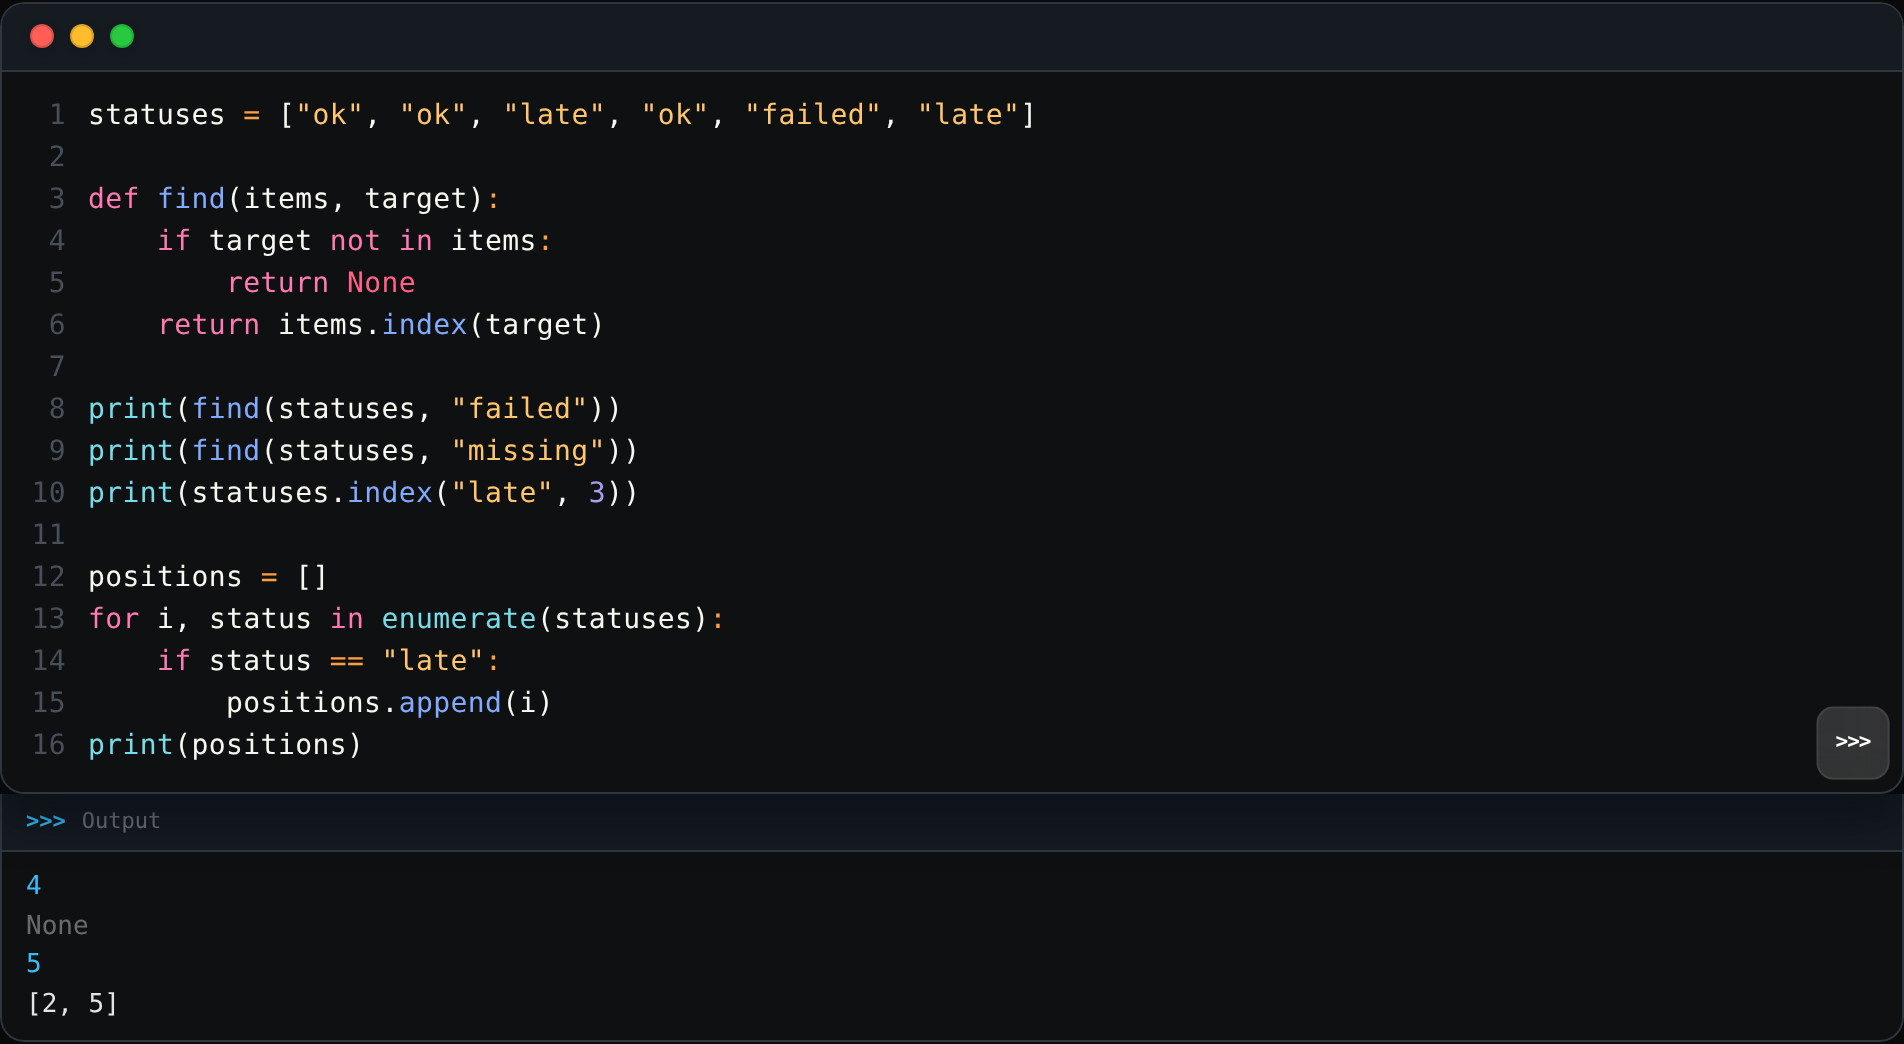 1 statuses = ["ok", "ok", "late", "ok", "failed", "late"]
2
3 def find(items, target):
4     if target not in items:
5         return None
6     return items.index(target)
7
8 print(find(statuses, "failed"))
9 print(find(statuses, "missing"))
10 print(statuses.index("late", 3))
11
12 positions = []
13 for i, status in enumerate(statuses):
14     if status == "late":
15         positions.append(i)
16 print(positions)
>>>
>>> Output
4
None
5
[2, 5]